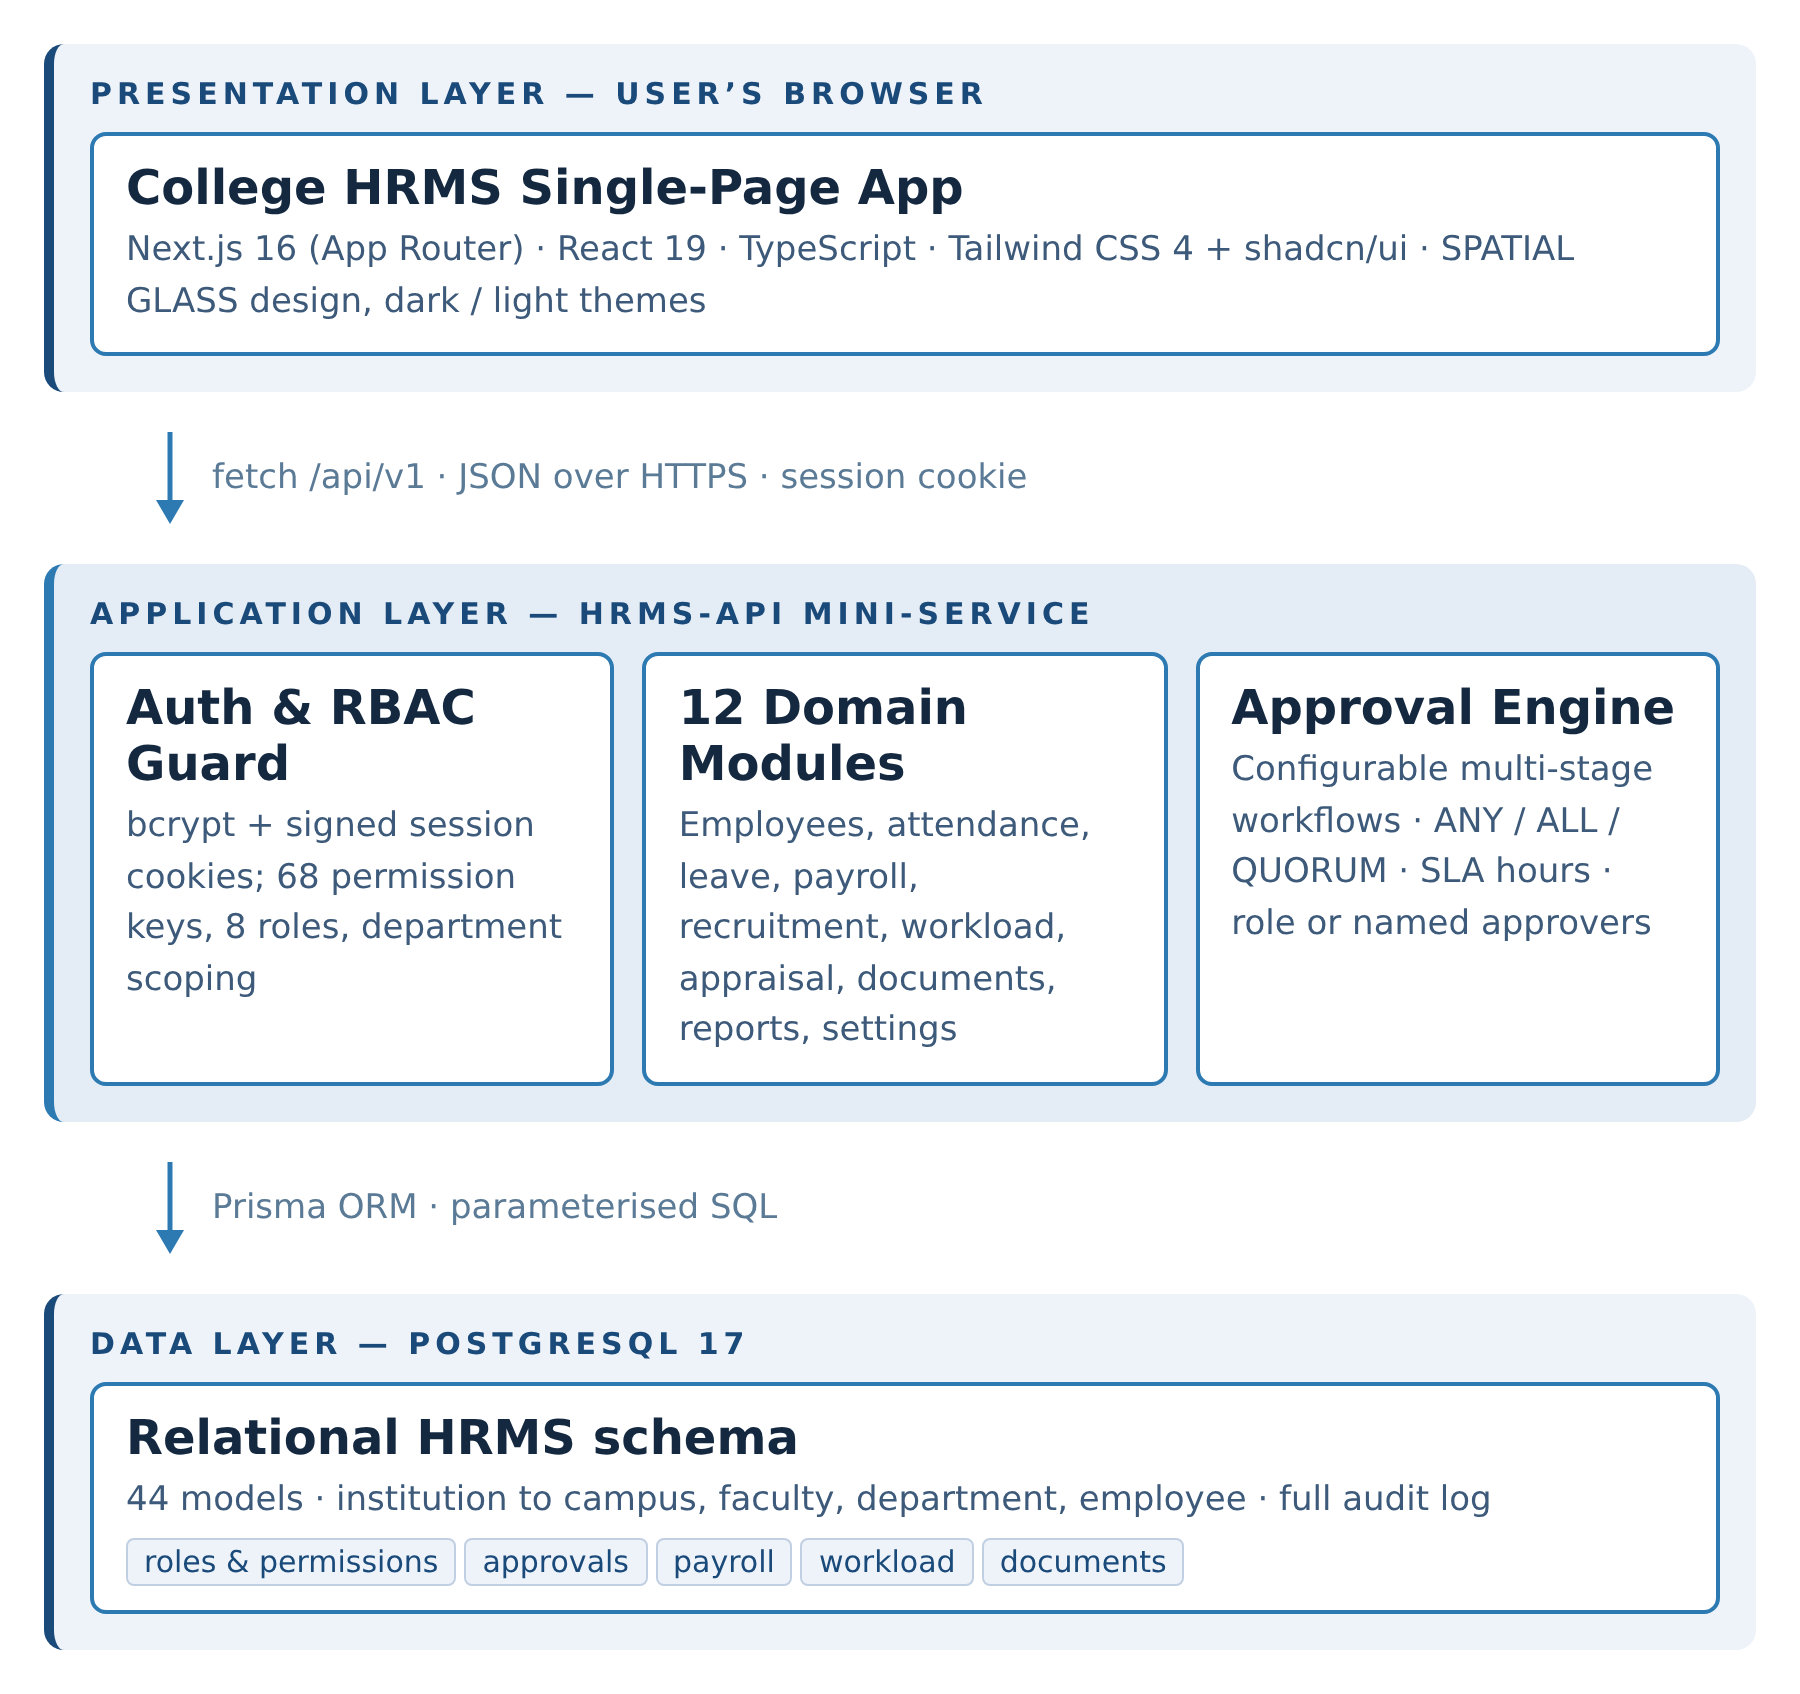 PRESENTATION LAYER — USER’S BROWSER
College HRMS Single-Page App
Next.js 16 (App Router) · React 19 · TypeScript · Tailwind CSS 4 + shadcn/ui · SPATIAL
GLASS design, dark / light themes
fetch /api/v1 · JSON over HTTPS · session cookie
APPLICATION LAYER — HRMS-API MINI-SERVICE
Auth & RBAC
Guard
bcrypt + signed session
cookies; 68 permission
keys, 8 roles, department
scoping
12 Domain
Modules
Employees, attendance,
leave, payroll,
recruitment, workload,
appraisal, documents,
reports, settings
Approval Engine
Configurable multi-stage
workflows · ANY / ALL /
QUORUM · SLA hours ·
role or named approvers
Prisma ORM · parameterised SQL
DATA LAYER — POSTGRESQL 17
Relational HRMS schema
44 models · institution to campus, faculty, department, employee · full audit log
roles & permissions approvals payroll workload documents